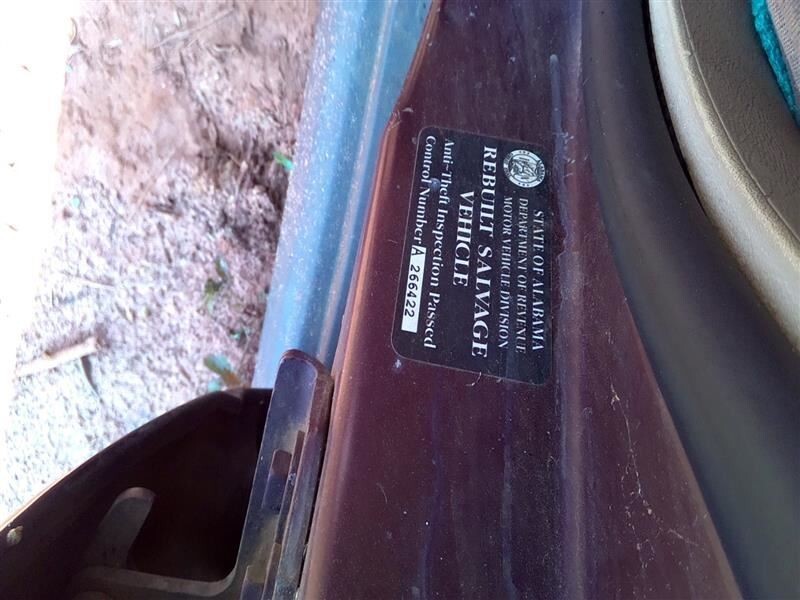 STATE OF ALABAMA
DEPARTMENT OF REVENUE
MOTOR VEHICLE DIVISION
REBUILT SALVAGE
VEHICLE
Anti-Theft Inspection Passed
Control Number A 266422